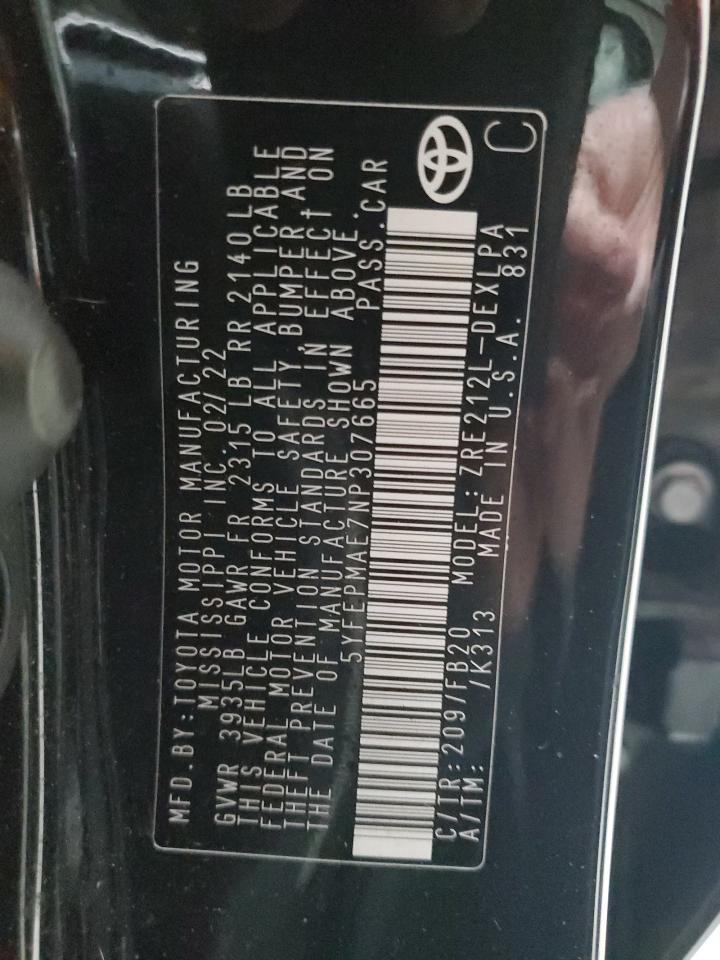 MFD.BY:TOYOTA MOTOR MANUFACTURING
MISSISSIPPI INC. 02/22
GVWR 3935LB GAWR FR 2315 LB RR 2140 LB
THIS VEHICLE CONFORMS TO ALL APPLICABLE
FEDERAL MOTOR VEHICLE SAFETY, BUMPER, AND
THEFT PREVENTION STANDARDS IN EFFECT ON
THE DATE OF MANUFACTURE SHOWN ABOVE.
5YFEPMAE7NP307665 PASS.CAR
C/TR:209/FB20 MODEL:ZRE212L-DEXLPA
A/TM: /K313 MADE IN U.S.A. 831
C